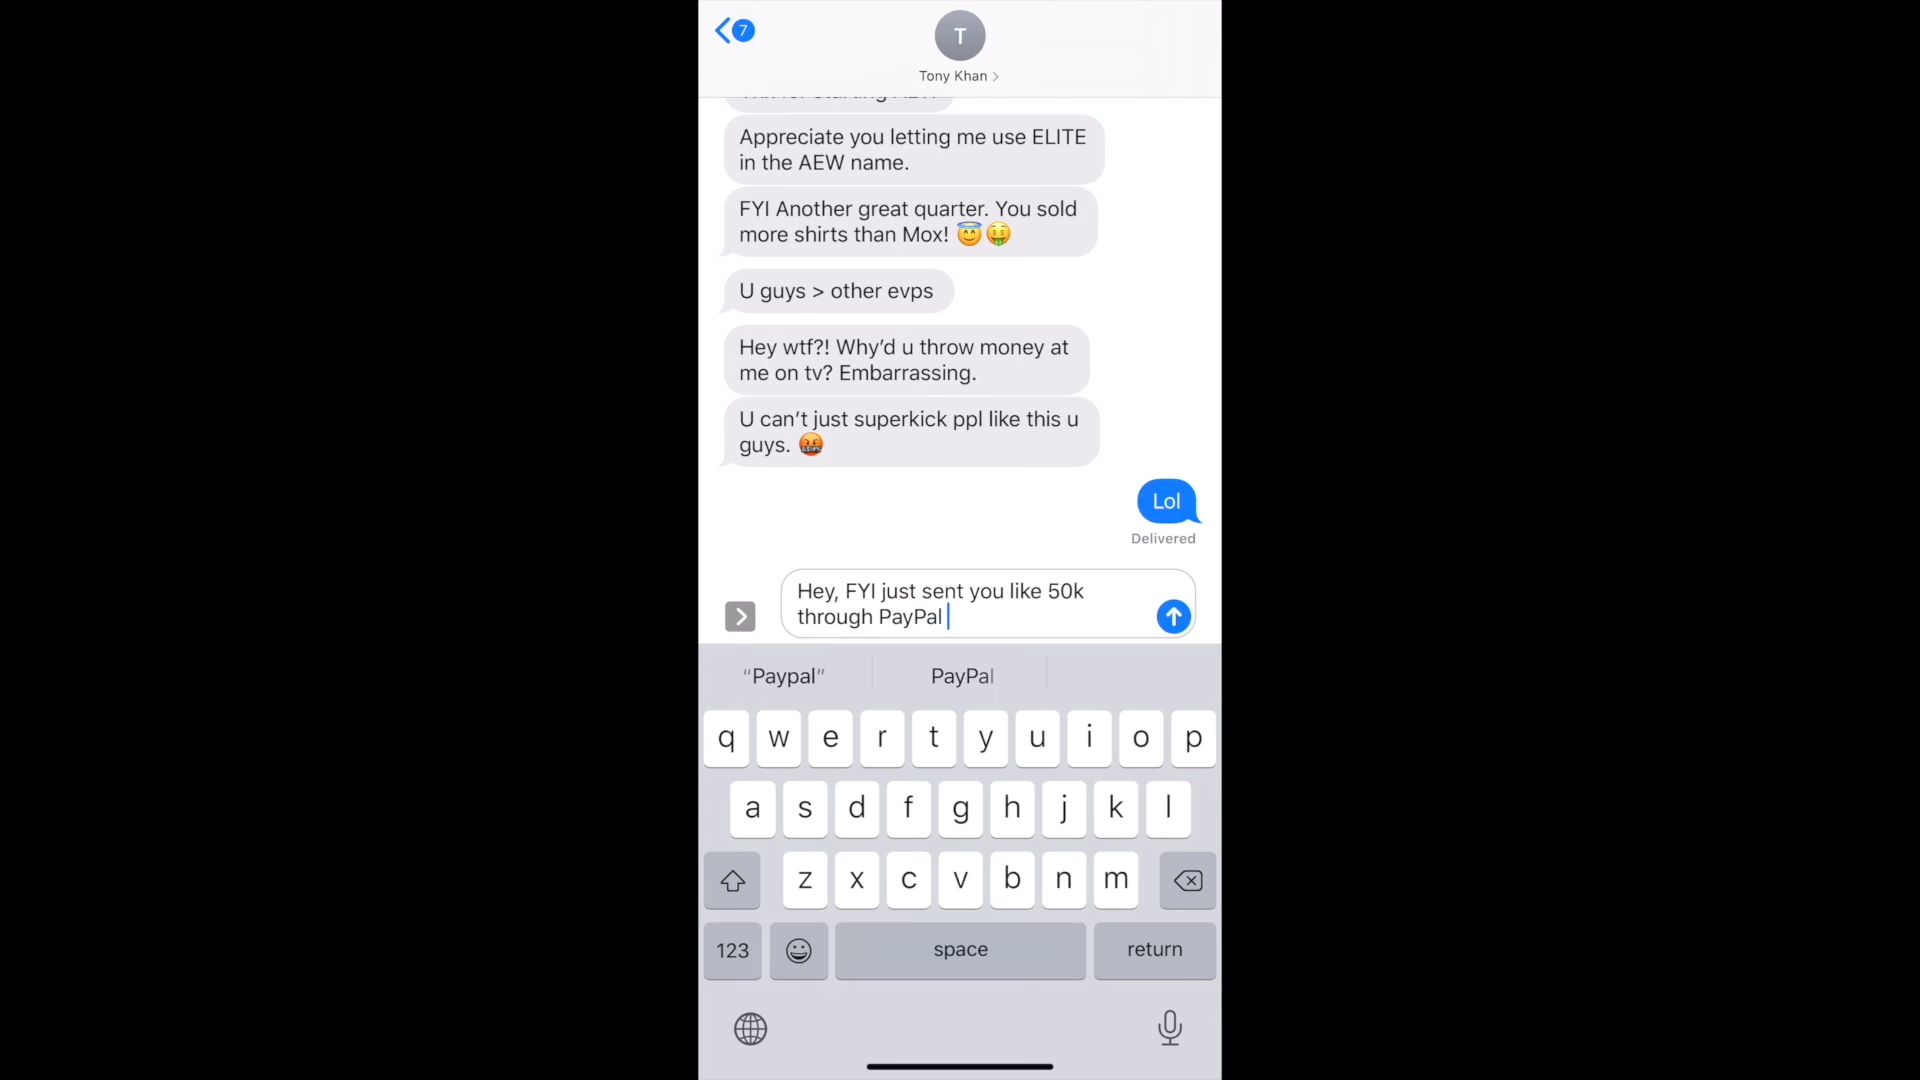 7
T
Tony Khan
Appreciate you letting me use ELITE
in the AEW name.
FYI Another great quarter. You sold
more shirts than Mox! 😇🤑
U guys > other evps
Hey wtf?! Why’d u throw money at
me on tv? Embarrassing.
U can’t just superkick ppl like this u
guys. 🤬
Lol
Delivered
Hey, FYI just sent you like 50k
through PayPal
“Paypal” PayPal
q w e r t y u i o p
a s d f g h j k l
z x c v b n m
123 space return